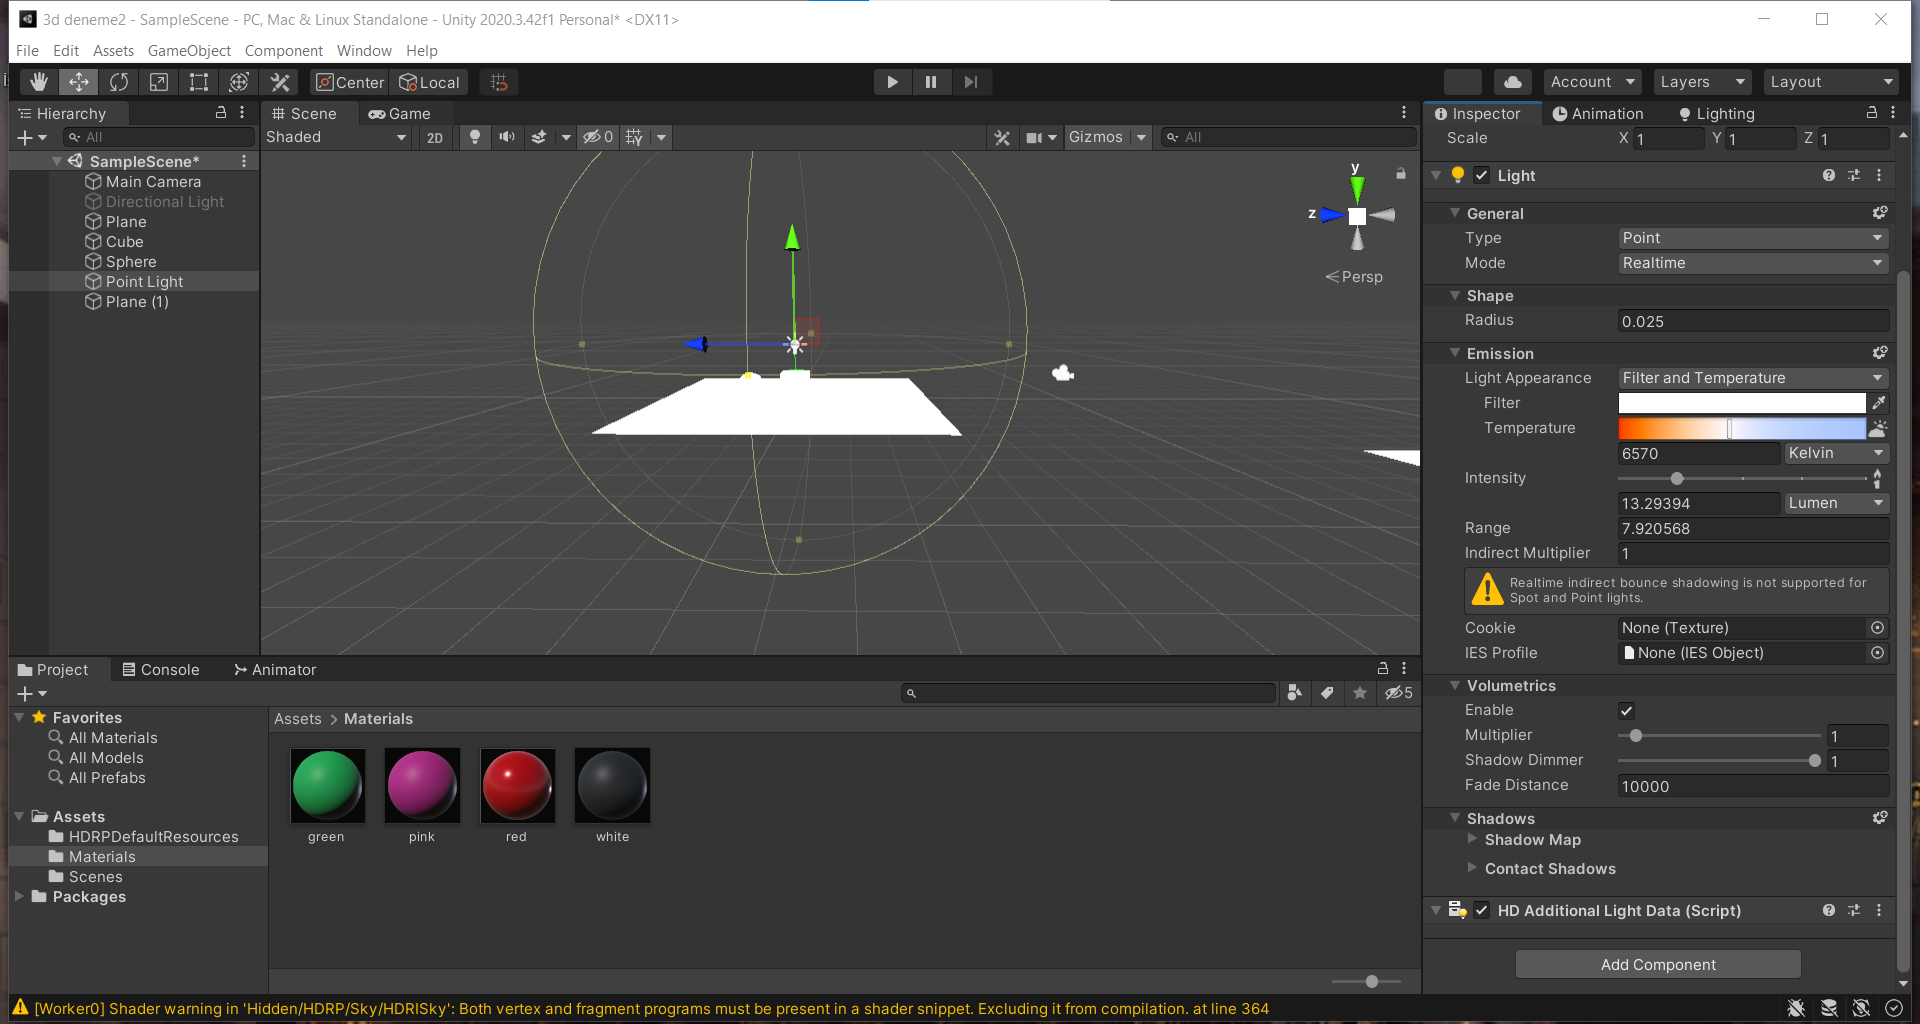 3d deneme2 - SampleScene - PC, Mac & Linux Standalone - Unity 2020.3.42f1 Personal* <DX11>
File Edit Assets GameObject Component Window Help
Center Local Account Layers Layout
Hierarchy
All
SampleScene*
Main Camera
Directional Light
Plane
Cube
Sphere
Point Light
Plane (1)
Scene Game
Shaded 2D 0 Gizmos All
y
z
Persp
Inspector Animation Lighting
Scale X 1 Y 1 Z 1
Light
General
Type Point
Mode Realtime
Shape
Radius 0.025
Emission
Light Appearance Filter and Temperature
Filter
Temperature
6570 Kelvin
Intensity
13.29394 Lumen
Range 7.920568
Indirect Multiplier 1
Realtime indirect bounce shadowing is not supported for
Spot and Point lights.
Cookie None (Texture)
IES Profile None (IES Object)
Volumetrics
Enable
Multiplier 1
Shadow Dimmer 1
Fade Distance 10000
Shadows
Shadow Map
Contact Shadows
HD Additional Light Data (Script)
Add Component
Project Console Animator
5
Favorites
All Materials
All Models
All Prefabs
Assets
HDRPDefaultResources
Materials
Scenes
Packages
Assets > Materials
green pink red white
[Worker0] Shader warning in 'Hidden/HDRP/Sky/HDRISky': Both vertex and fragment programs must be present in a shader snippet. Excluding it from compilation. at line 364